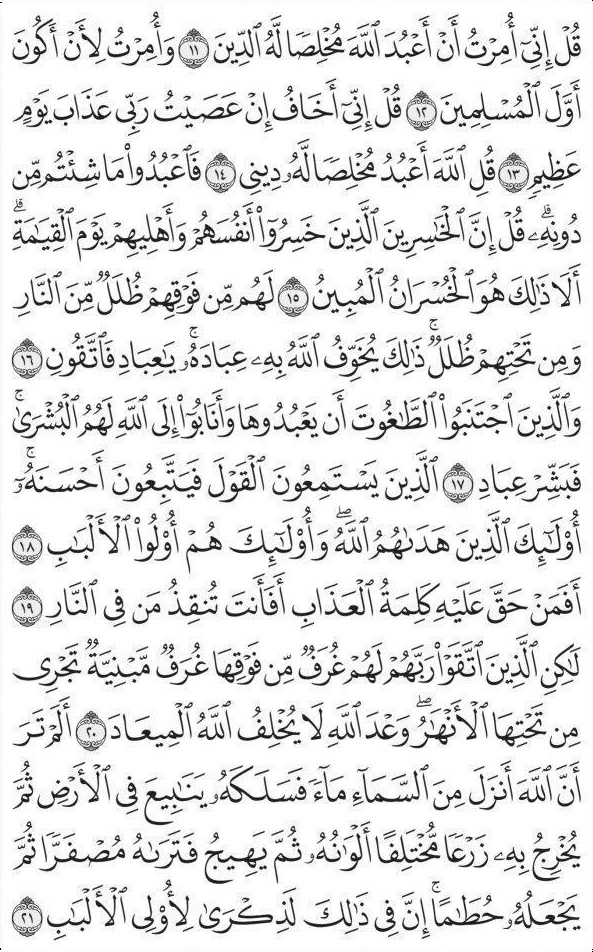 قُلْ إِنِّىٓ أُمِرْتُ أَنْ أَعْبُدَ ٱللَّهَ مُخْلِصًا لَّهُ ٱلدِّينَ ١١ وَأُمِرْتُ لِأَنْ أَكُونَ
أَوَّلَ ٱلْمُسْلِمِينَ ١٢ قُلْ إِنِّىٓ أَخَافُ إِنْ عَصَيْتُ رَبِّى عَذَابَ يَوْمٍ
عَظِيمٍ ١٣ قُلِ ٱللَّهَ أَعْبُدُ مُخْلِصًا لَّهُۥ دِينِى ١٤ فَٱعْبُدُوا۟ مَا شِئْتُم مِّن
دُونِهِۦۗ قُلْ إِنَّ ٱلْخَٰسِرِينَ ٱلَّذِينَ خَسِرُوٓا۟ أَنفُسَهُمْ وَأَهْلِيهِمْ يَوْمَ ٱلْقِيَٰمَةِۗ
أَلَا ذَٰلِكَ هُوَ ٱلْخُسْرَانُ ٱلْمُبِينُ ١٥ لَهُم مِّن فَوْقِهِمْ ظُلَلٌ مِّنَ ٱلنَّارِ
وَمِن تَحْتِهِمْ ظُلَلٌۚ ذَٰلِكَ يُخَوِّفُ ٱللَّهُ بِهِۦ عِبَادَهُۥۚ يَٰعِبَادِ فَٱتَّقُونِ ١٦
وَٱلَّذِينَ ٱجْتَنَبُوا۟ ٱلطَّٰغُوتَ أَن يَعْبُدُوهَا وَأَنَابُوٓا۟ إِلَى ٱللَّهِ لَهُمُ ٱلْبُشْرَىٰۚ
فَبَشِّرْ عِبَادِ ١٧ ٱلَّذِينَ يَسْتَمِعُونَ ٱلْقَوْلَ فَيَتَّبِعُونَ أَحْسَنَهُۥٓۚ
أُو۟لَٰٓئِكَ ٱلَّذِينَ هَدَىٰهُمُ ٱللَّهُۖ وَأُو۟لَٰٓئِكَ هُمْ أُو۟لُوا۟ ٱلْأَلْبَٰبِ ١٨
أَفَمَنْ حَقَّ عَلَيْهِ كَلِمَةُ ٱلْعَذَابِ أَفَأَنتَ تُنقِذُ مَن فِى ٱلنَّارِ ١٩
لَٰكِنِ ٱلَّذِينَ ٱتَّقَوْا۟ رَبَّهُمْ لَهُمْ غُرَفٌ مِّن فَوْقِهَا غُرَفٌ مَّبْنِيَّةٌ تَجْرِى
مِن تَحْتِهَا ٱلْأَنْهَٰرُۖ وَعْدَ ٱللَّهِ لَا يُخْلِفُ ٱللَّهُ ٱلْمِيعَادَ ٢٠ أَلَمْ تَرَ
أَنَّ ٱللَّهَ أَنزَلَ مِنَ ٱلسَّمَآءِ مَآءً فَسَلَكَهُۥ يَنَٰبِيعَ فِى ٱلْأَرْضِ ثُمَّ
يُخْرِجُ بِهِۦ زَرْعًا مُّخْتَلِفًا أَلْوَٰنُهُۥ ثُمَّ يَهِيجُ فَتَرَىٰهُ مُصْفَرًّا ثُمَّ
يَجْعَلُهُۥ حُطَٰمًاۚ إِنَّ فِى ذَٰلِكَ لَذِكْرَىٰ لِأُو۟لِى ٱلْأَلْبَٰبِ ٢١